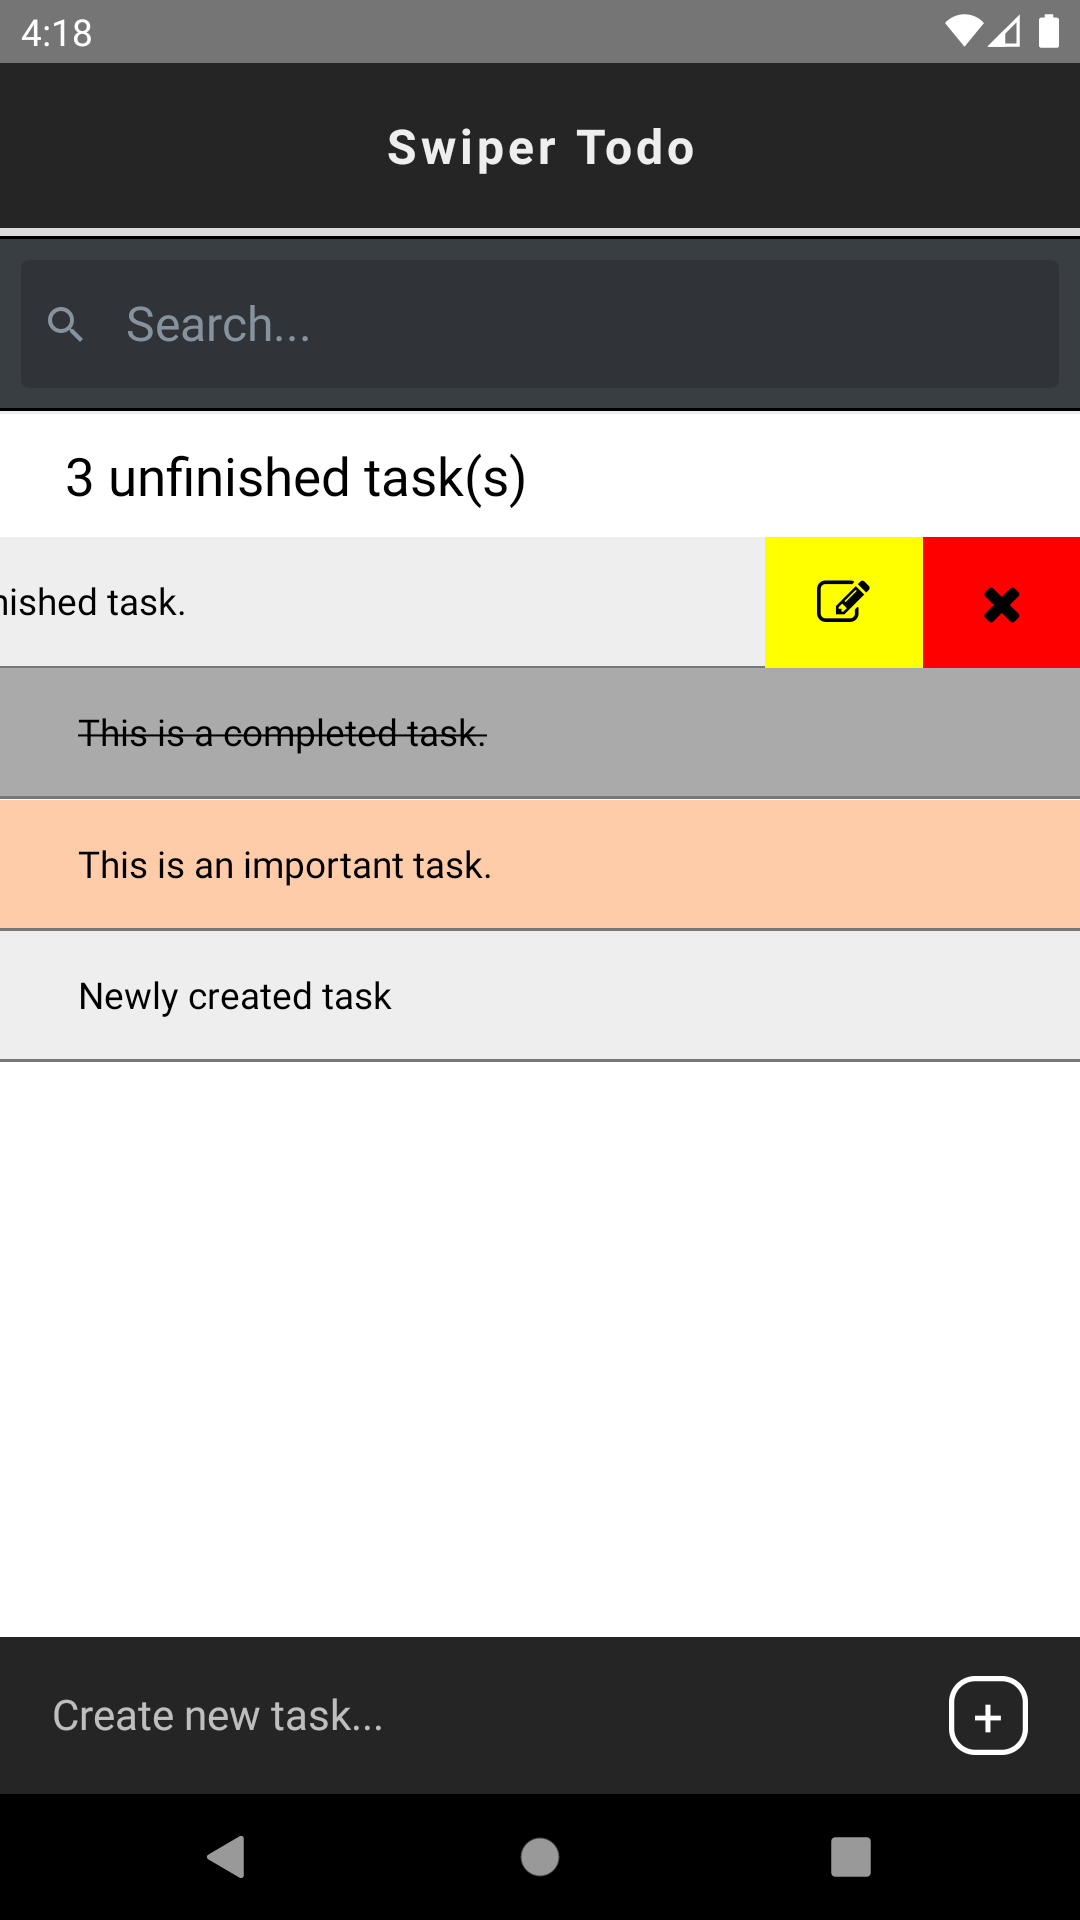 4:18
Swiper Todo
Search...
3 unfinished task(s)
nished task.
This is a completed task.
This is an important task.
Newly created task
Create new task...
+